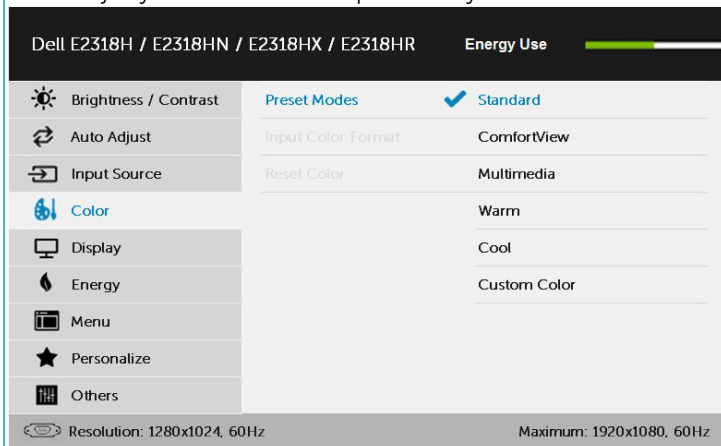 Dell E2318H / E2318HN / E2318HX / E2318HR Energy Use
Brightness / Contrast Preset Modes Standard
Auto Adjust Input Color Format ComfortView
Input Source Reset Color Multimedia
Color Warm
Display Cool
Energy Custom Color
Menu
Personalize
Others
Resolution: 1280x1024, 60Hz Maximum: 1920x1080, 60Hz